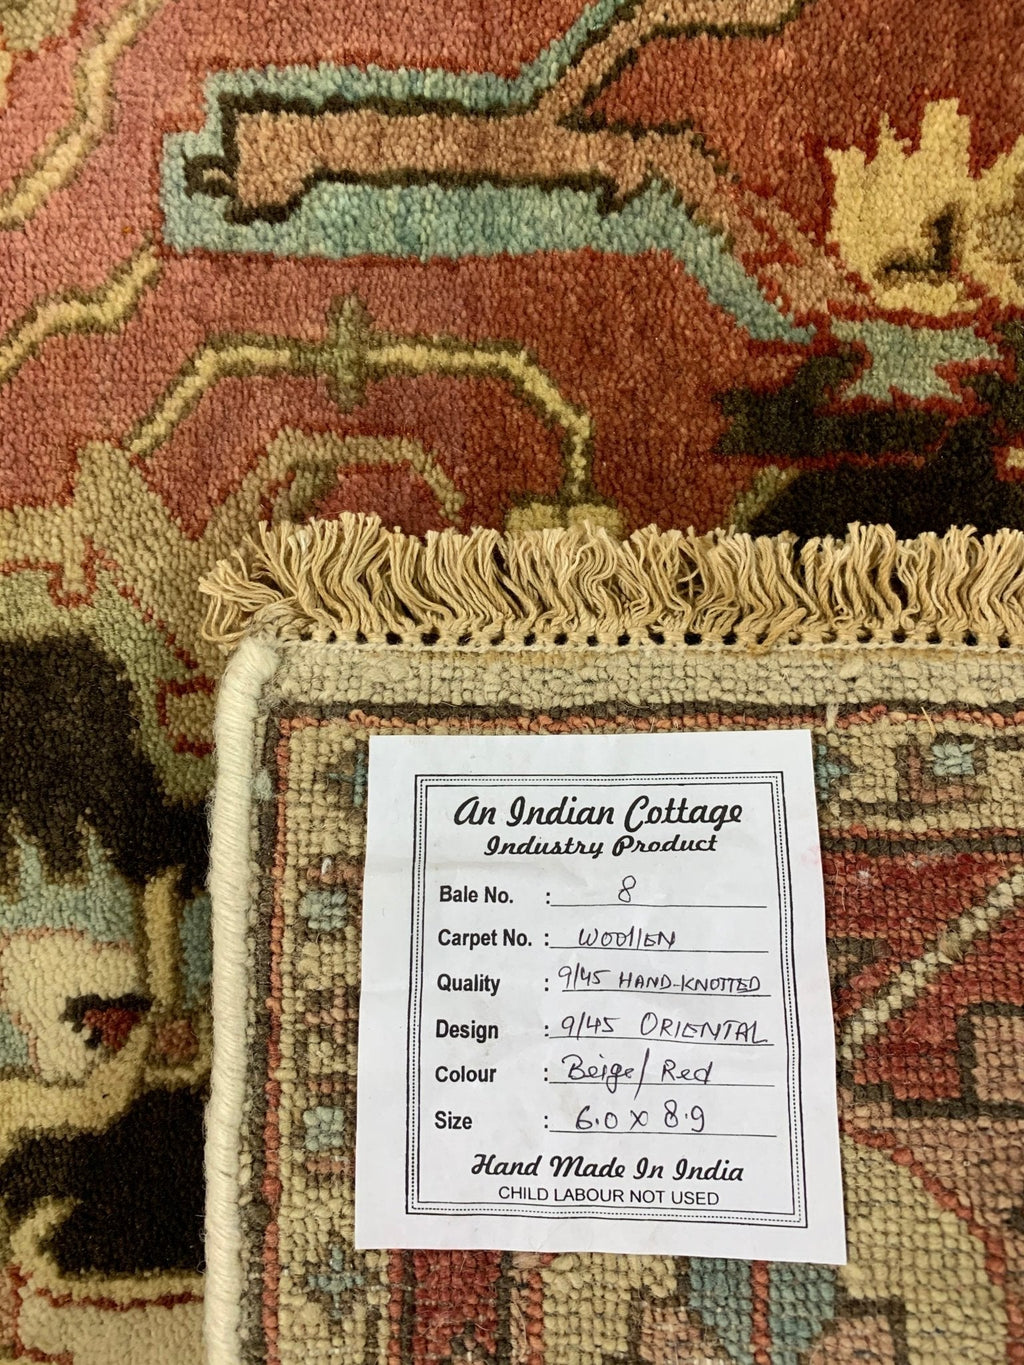 An Indian Cottage
Industry Product
Bale No. : 8
Carpet No. : WOOllEN
Quality : 9/45 HAND-KNOTTED
Design : 9/45 ORIENTAL
Colour : Beige/Red
Size : 6.0 x 8.9
Hand Made In India
CHILD LABOUR NOT USED